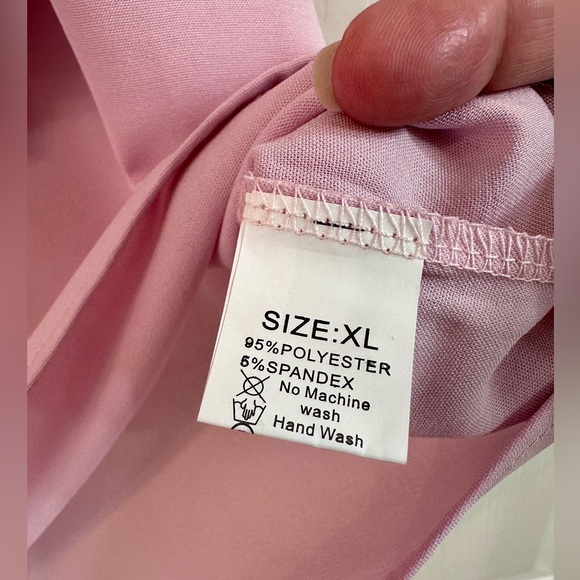 SIZE:XL
95%POLYESTER
5%SPANDEX
No Machine
wash
Hand Wash